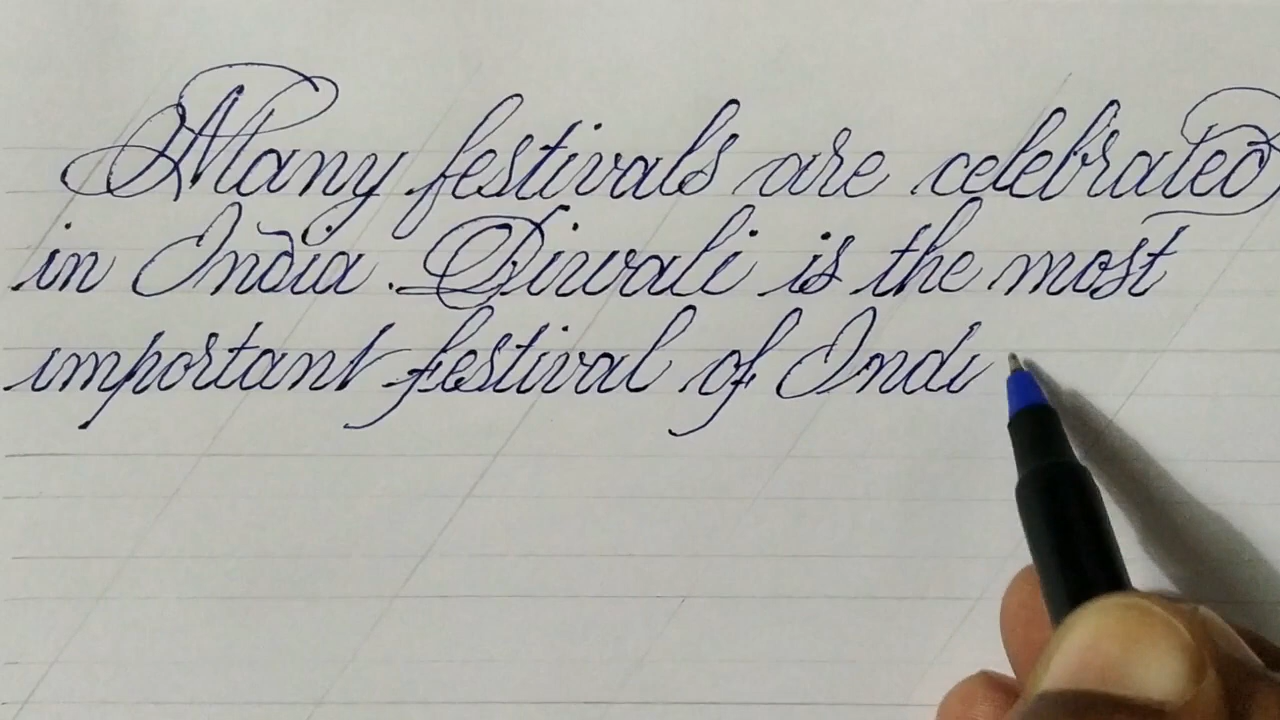 Many festivals are celebrated
in India. Diwali is the most
important festival of Indi